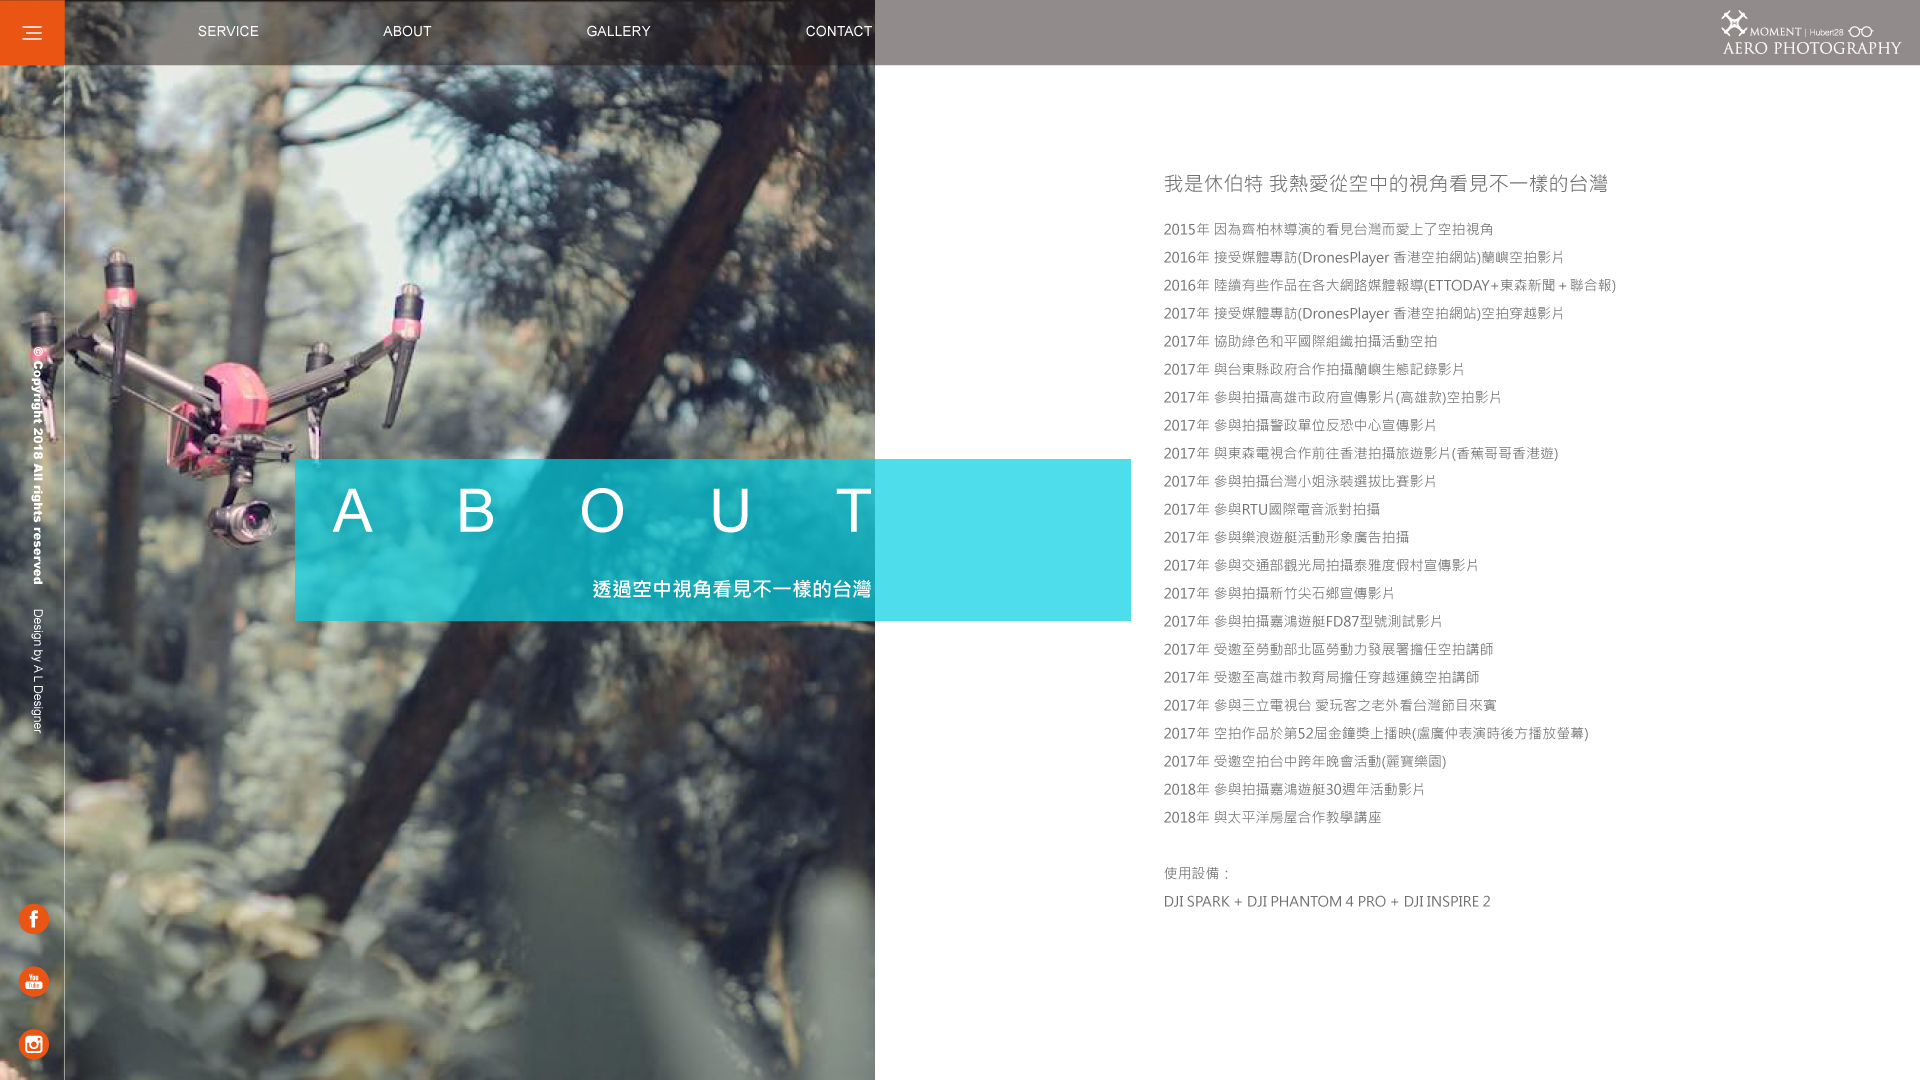 SERVICE
ABOUT
GALLERY
CONTACT
MOMENT | Hubert28
AERO PHOTOGRAPHY
© Copyright 2018 All rights reserved
Design by A L Designer
A B O U T
透過空中視角看見不一樣的台灣
我是休伯特 我熱愛從空中的視角看見不一樣的台灣
2015年 因為齊柏林導演的看見台灣而愛上了空拍視角
2016年 接受媒體專訪(DronesPlayer 香港空拍網站)蘭嶼空拍影片
2016年 陸續有些作品在各大網路媒體報導(ETTODAY+東森新聞+聯合報)
2017年 接受媒體專訪(DronesPlayer 香港空拍網站)空拍穿越影片
2017年 協助綠色和平國際組織拍攝活動空拍
2017年 與台東縣政府合作拍攝蘭嶼生態記錄影片
2017年 參與拍攝高雄市政府宣傳影片(高雄款)空拍影片
2017年 參與拍攝警政單位反恐中心宣傳影片
2017年 與東森電視合作前往香港拍攝旅遊影片(香蕉哥哥香港遊)
2017年 參與拍攝台灣小姐泳裝選拔比賽影片
2017年 參與RTU國際電音派對拍攝
2017年 參與樂浪遊艇活動形象廣告拍攝
2017年 參與交通部觀光局拍攝泰雅度假村宣傳影片
2017年 參與拍攝新竹尖石鄉宣傳影片
2017年 參與拍攝嘉鴻遊艇FD87型號測試影片
2017年 受邀至勞動部北區勞動力發展署擔任空拍講師
2017年 受邀至高雄市教育局擔任穿越運鏡空拍講師
2017年 參與三立電視台 愛玩客之老外看台灣節目來賓
2017年 空拍作品於第52屆金鐘獎上播映(盧廣仲表演時後方播放螢幕)
2017年 受邀空拍台中跨年晚會活動(麗寶樂園)
2018年 參與拍攝嘉鴻遊艇30週年活動影片
2018年 與太平洋房屋合作教學講座
使用設備：
DJI SPARK + DJI PHANTOM 4 PRO + DJI INSPIRE 2
You
Tube